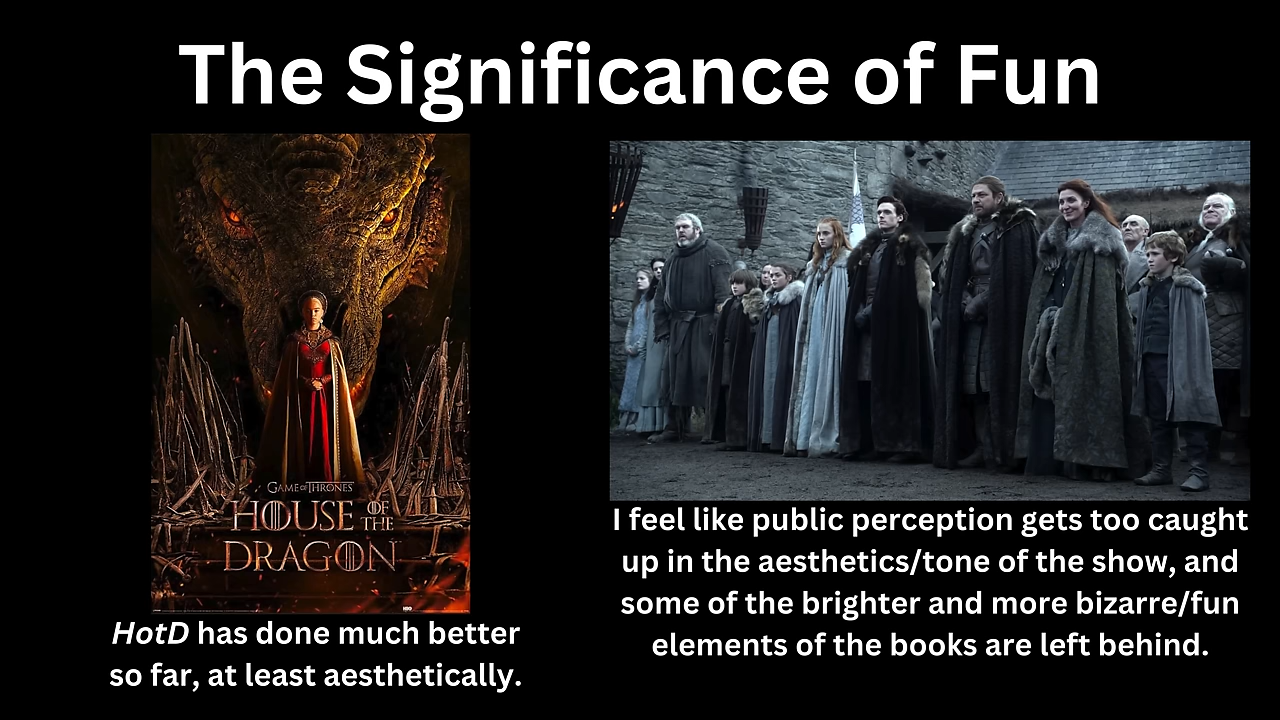 The Significance of Fun
GAME OF THRONES
HOUSE OF THE
DRAGON
HBO
HotD has done much better
so far, at least aesthetically.
I feel like public perception gets too caught
up in the aesthetics/tone of the show, and
some of the brighter and more bizarre/fun
elements of the books are left behind.